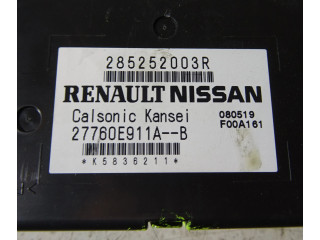 285252003R
RENAULT NISSAN
Calsonic Kansei 080519
27760E911A--B F00A161
*K5836211*